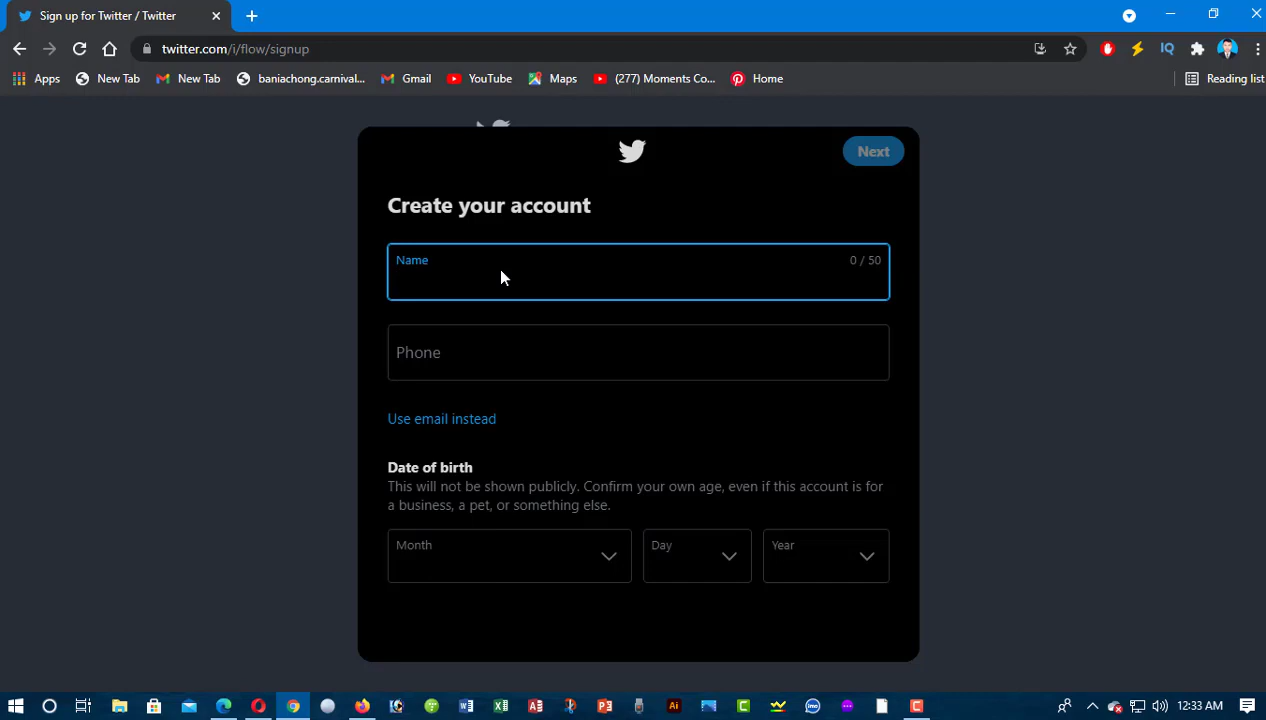 Sign up for Twitter / Twitter
twitter.com/i/flow/signup
Apps New Tab New Tab baniachong.carnival... Gmail YouTube Maps (277) Moments Co... Home Reading list
Next
Create your account
Name 0 / 50
Phone
Use email instead
Date of birth
This will not be shown publicly. Confirm your own age, even if this account is for
a business, a pet, or something else.
Month Day Year
12:33 AM